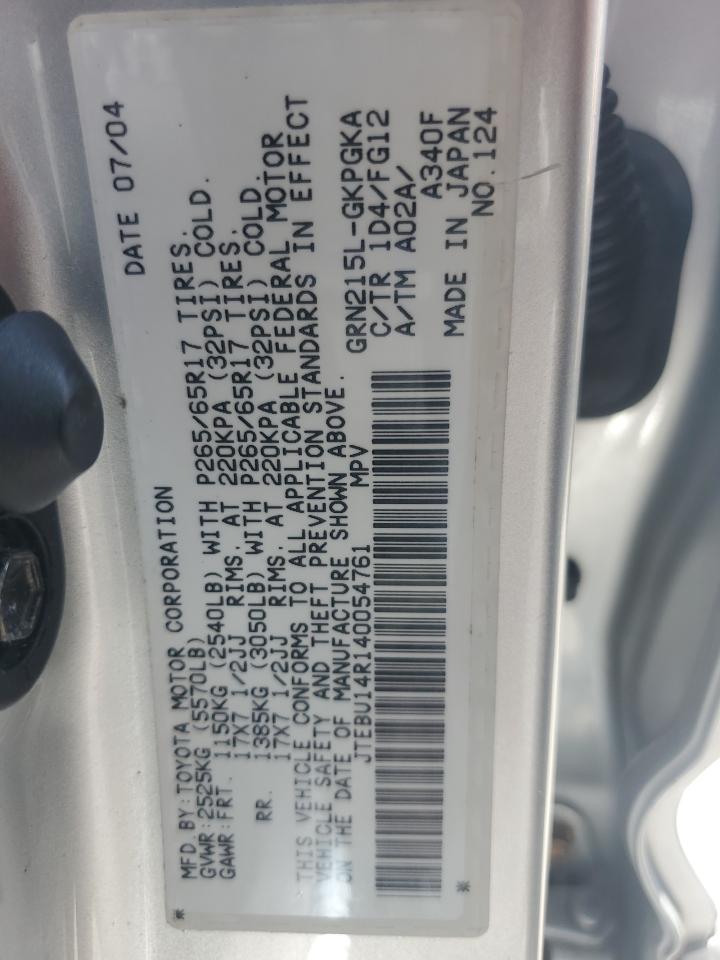 MFD.BY:TOYOTA MOTOR CORPORATION DATE 07/04
GVWR:2525KG (5570LB)
GAWR:FRT. 1150KG (2540LB) WITH P265/65R17 TIRES.
17X7 1/2JJ RIMS. AT 220KPA (32PSI) COLD.
RR. 1385KG (3050LB) WITH P265/65R17 TIRES.
17X7 1/2JJ RIMS. AT 220KPA (32PSI) COLD.
THIS VEHICLE CONFORMS TO ALL APPLICABLE FEDERAL MOTOR
VEHICLE SAFETY AND THEFT PREVENTION STANDARDS IN EFFECT
ON THE DATE OF MANUFACTURE SHOWN ABOVE.
JTEBU14R140054761 MPV
GRN215L-GKPGKA
C/TR 1D4/FG12
A/TM A02A/
A340F
MADE IN JAPAN
NO.124